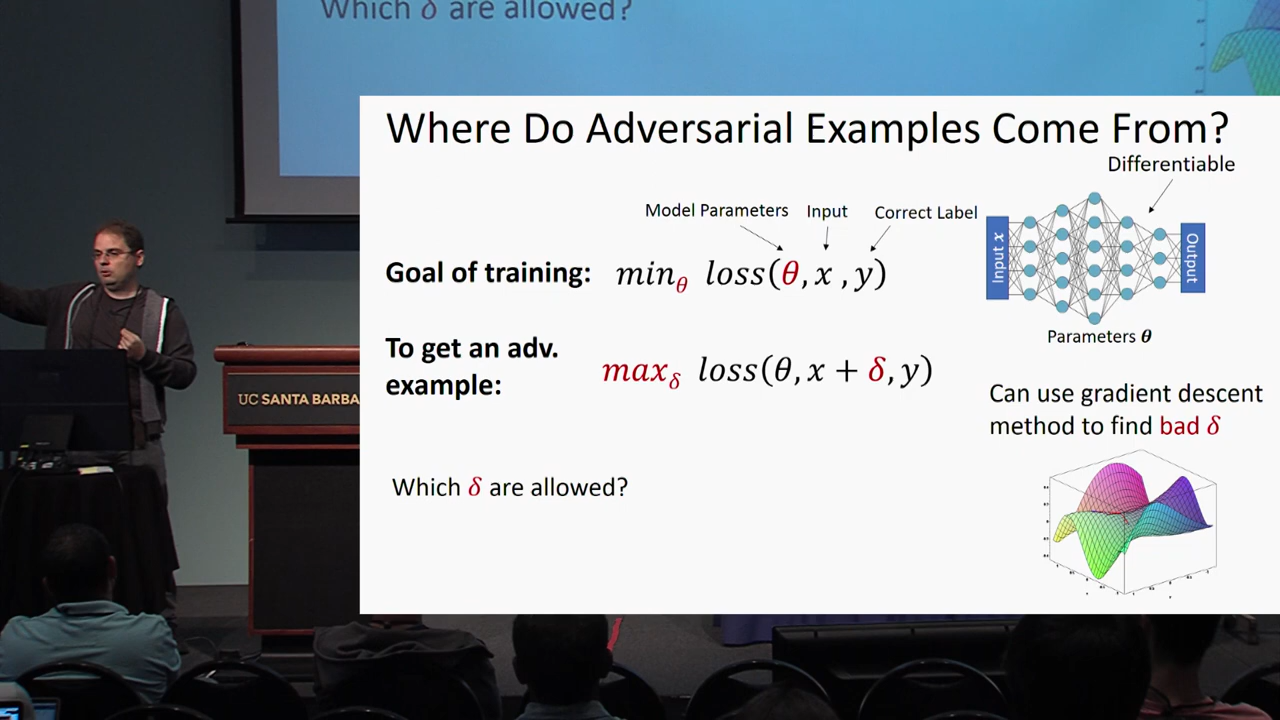 Which δ are allowed?
Where Do Adversarial Examples Come From?
Differentiable
Model Parameters Input Correct Label
Goal of training: min_θ loss(θ, x , y)
Input x
Output
Parameters θ
To get an adv.
example:
max_δ loss(θ, x + δ, y)
Can use gradient descent
method to find bad δ
Which δ are allowed?
UC SANTA BARBA